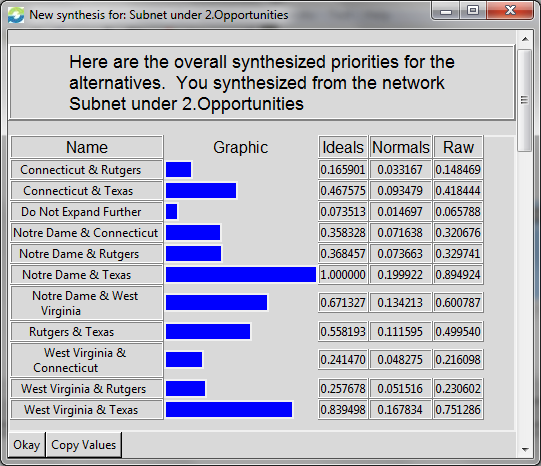 New synthesis for: Subnet under 2.Opportunities
Here are the overall synthesized priorities for the
alternatives. You synthesized from the network
Subnet under 2.Opportunities
Name Graphic Ideals Normals Raw
Connecticut & Rutgers 0.165901 0.033167 0.148469
Connecticut & Texas 0.467575 0.093479 0.418444
Do Not Expand Further 0.073513 0.014697 0.065788
Notre Dame & Connecticut 0.358328 0.071638 0.320676
Notre Dame & Rutgers 0.368457 0.073663 0.329741
Notre Dame & Texas 1.000000 0.199922 0.894924
Notre Dame & West
Virginia 0.671327 0.134213 0.600787
Rutgers & Texas 0.558193 0.111595 0.499540
West Virginia &
Connecticut 0.241470 0.048275 0.216098
West Virginia & Rutgers 0.257678 0.051516 0.230602
West Virginia & Texas 0.839498 0.167834 0.751286
Okay Copy Values